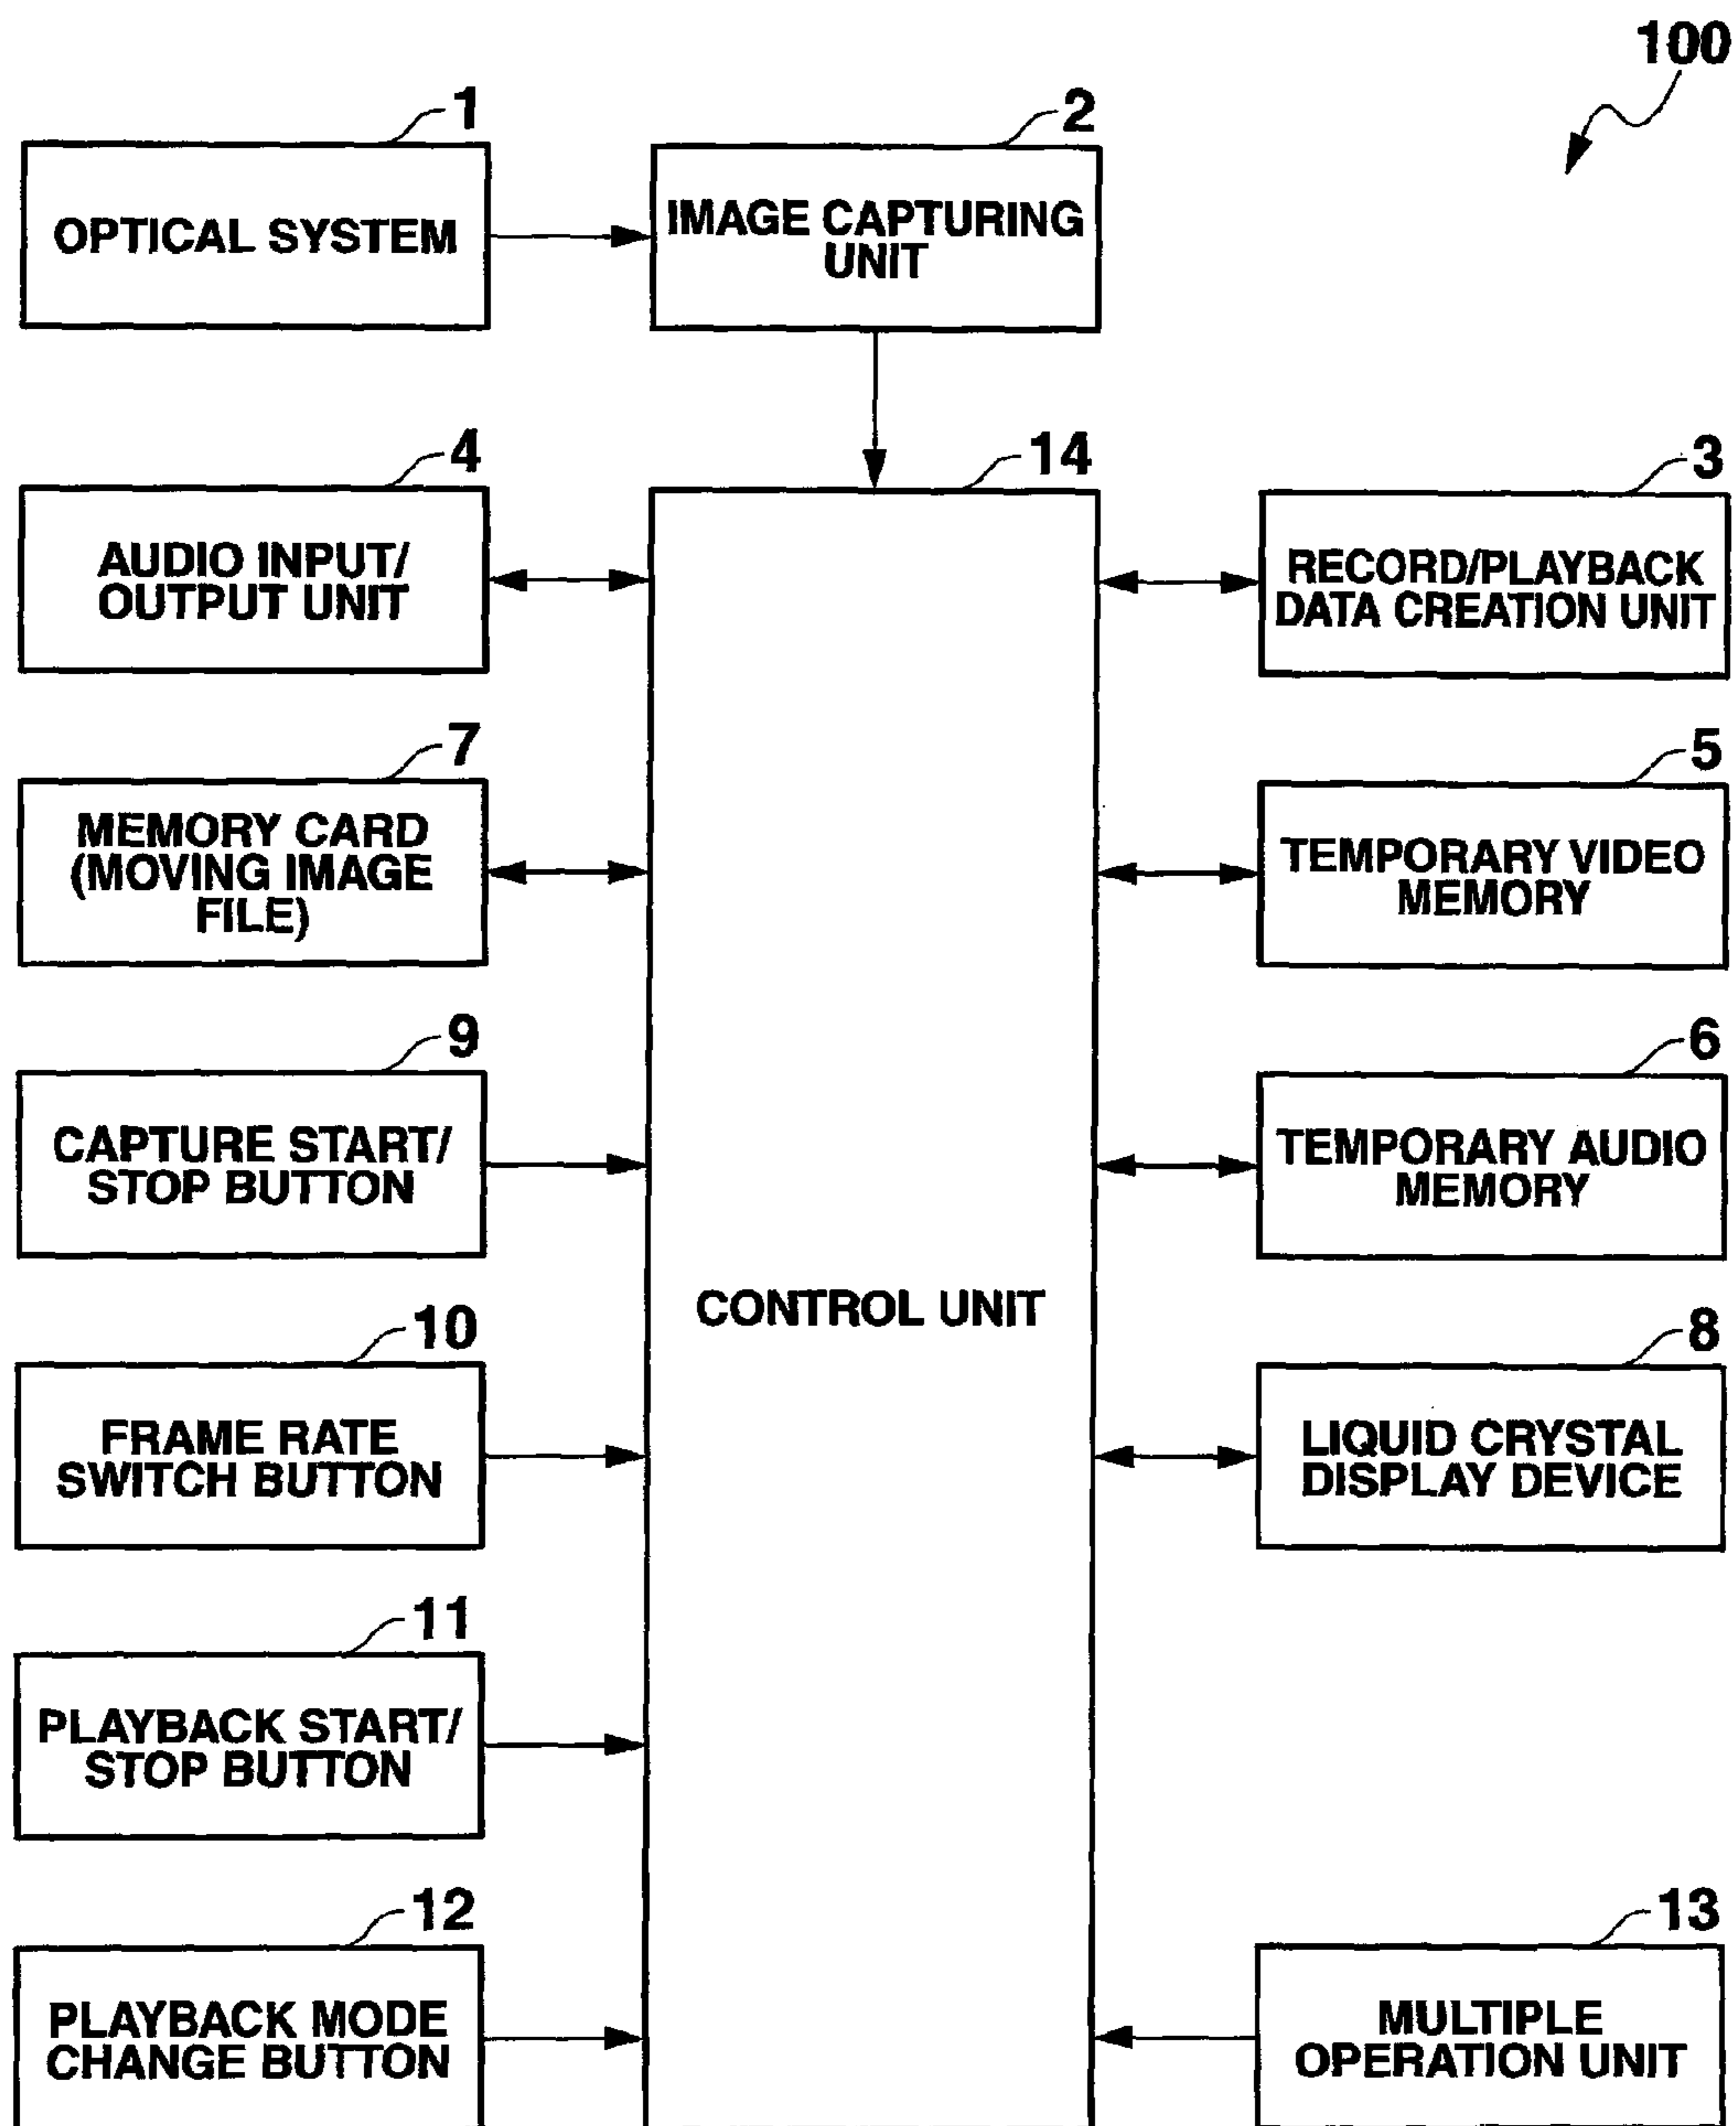 100
1
OPTICAL SYSTEM
2
IMAGE CAPTURING
UNIT
4
AUDIO INPUT/
OUTPUT UNIT
14
CONTROL UNIT
3
RECORD/PLAYBACK
DATA CREATION UNIT
7
MEMORY CARD
(MOVING IMAGE
FILE)
5
TEMPORARY VIDEO
MEMORY
9
CAPTURE START/
STOP BUTTON
6
TEMPORARY AUDIO
MEMORY
10
FRAME RATE
SWITCH BUTTON
8
LIQUID CRYSTAL
DISPLAY DEVICE
11
PLAYBACK START/
STOP BUTTON
12
PLAYBACK MODE
CHANGE BUTTON
13
MULTIPLE
OPERATION UNIT